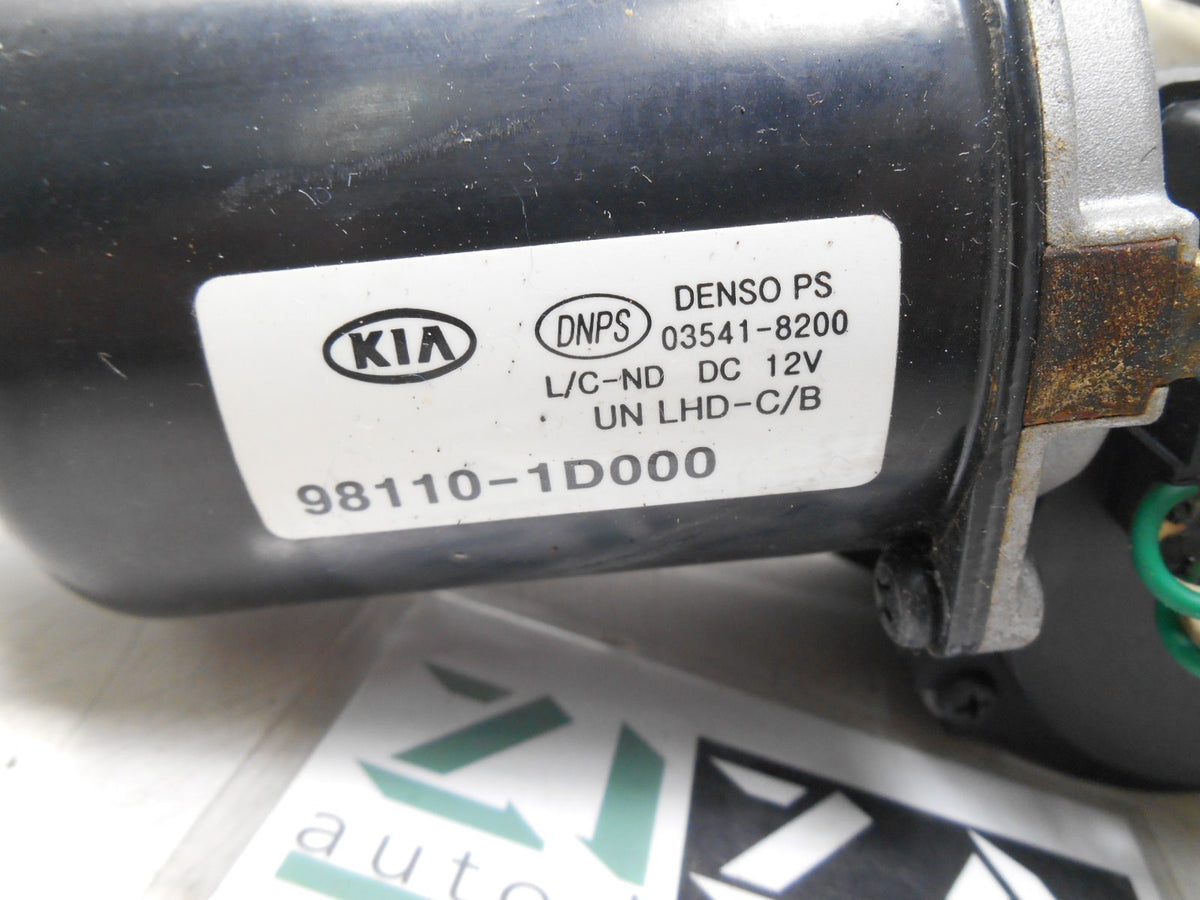 KIA
DNPS
DENSO PS
03541-8200
L/C-ND DC 12V
UN LHD-C/B
98110-1D000
auto